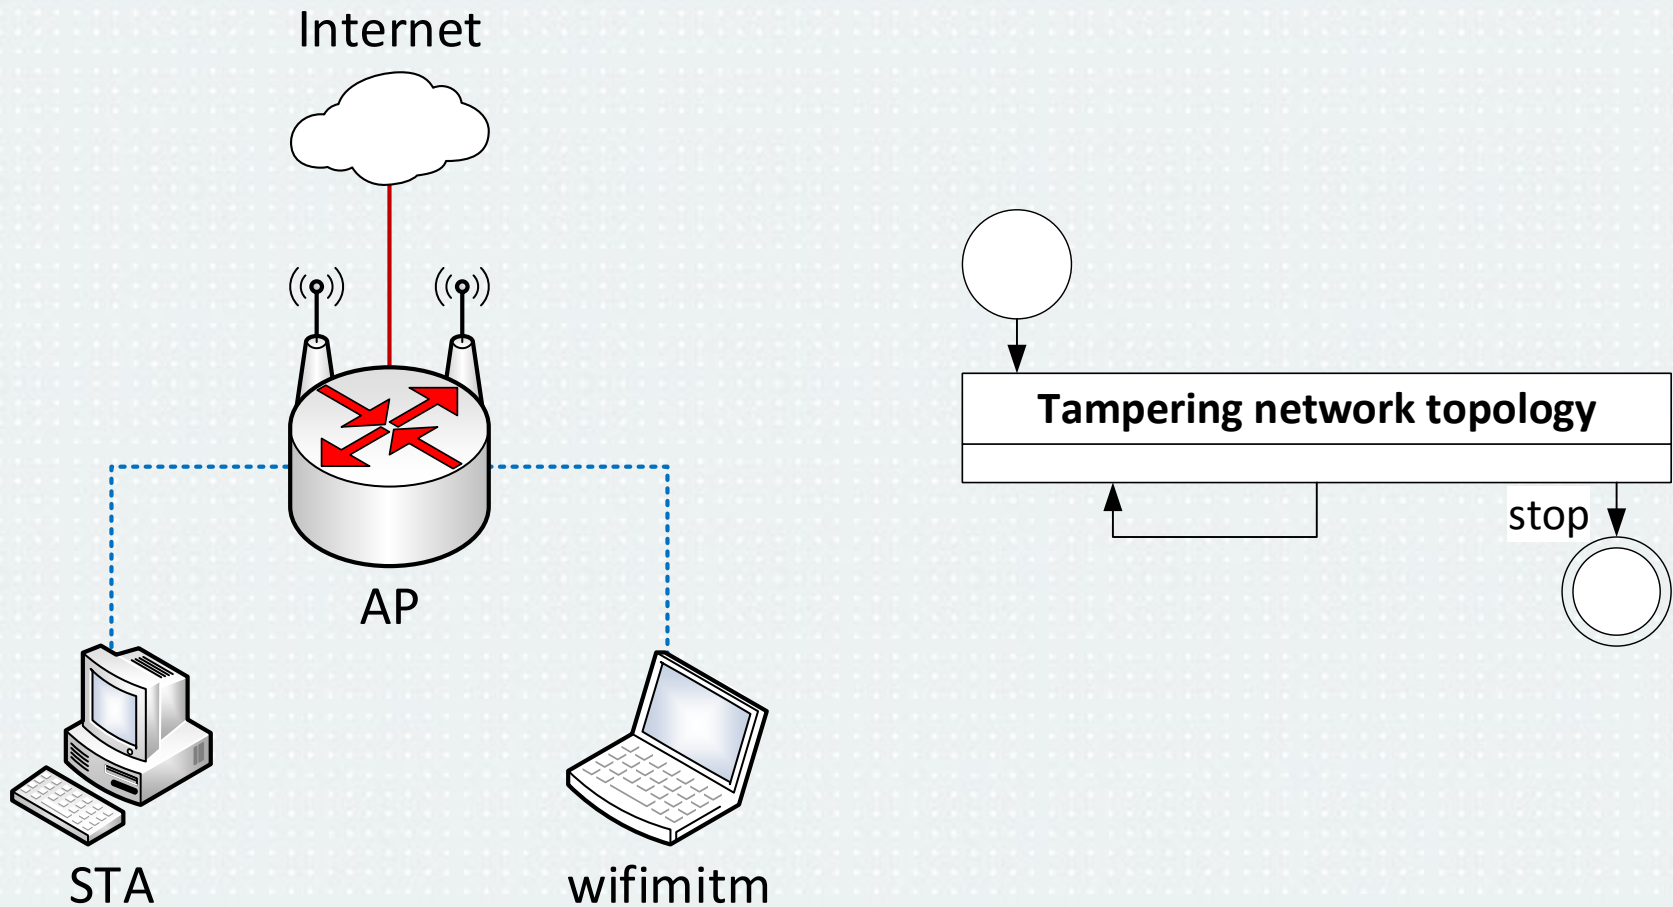 Internet
AP
STA
wifimitm
Tampering network topology
stop